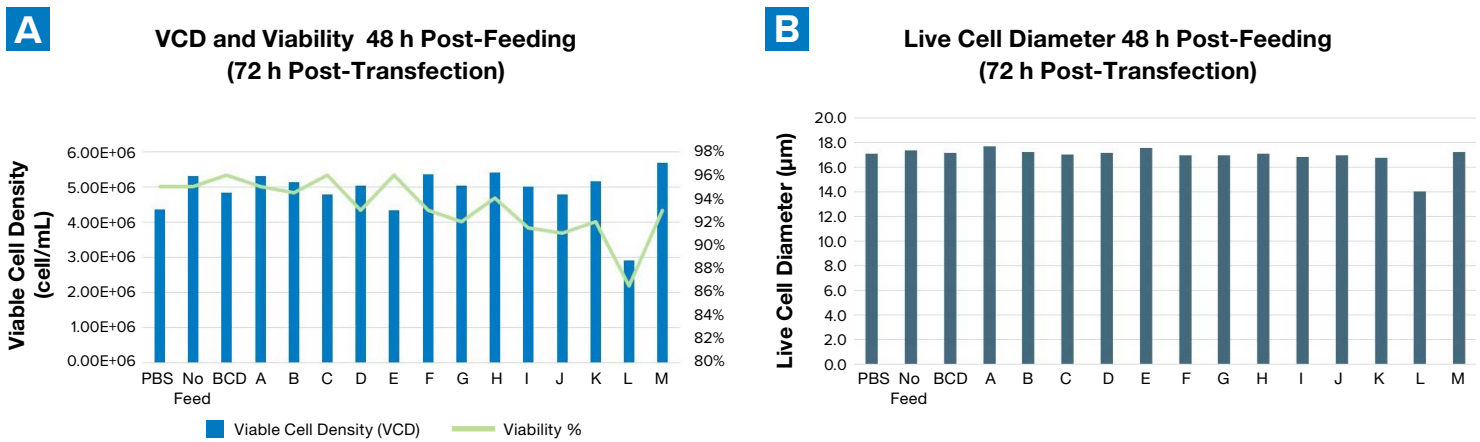 A
VCD and Viability 48 h Post-Feeding
(72 h Post-Transfection)
Viable Cell Density
(cell/mL)
6.00E+06
5.00E+06
4.00E+06
3.00E+06
2.00E+06
1.00E+06
0.00E+06
98%
96%
94%
92%
90%
88%
86%
84%
82%
80%
PBS No Feed BCD A B C D E F G H I J K L M
Viable Cell Density (VCD) Viability %
B
Live Cell Diameter 48 h Post-Feeding
(72 h Post-Transfection)
Live Cell Diameter (µm)
20.0
18.0
16.0
14.0
12.0
10.0
8.0
6.0
4.0
2.0
0.0
PBS No Feed BCD A B C D E F G H I J K L M